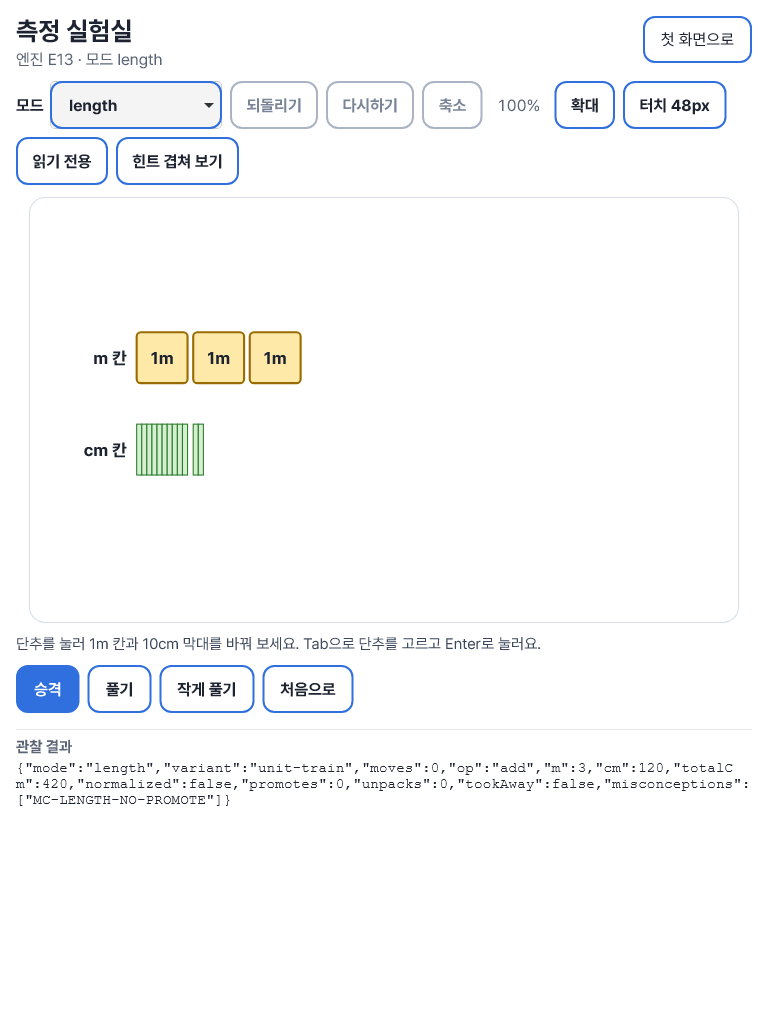 측정 실험실
엔진 E13 · 모드 length
첫 화면으로
모드 length 되돌리기 다시하기 축소 100% 확대 터치 48px
읽기 전용 힌트 겹쳐 보기
m 칸 1m 1m 1m
cm 칸
단추를 눌러 1m 칸과 10cm 막대를 바꿔 보세요. Tab으로 단추를 고르고 Enter로 눌러요.
승격 풀기 작게 풀기 처음으로
관찰 결과
{"mode":"length","variant":"unit-train","moves":0,"op":"add","m":3,"cm":120,"totalC
m":420,"normalized":false,"promotes":0,"unpacks":0,"tookAway":false,"misconceptions":
["MC-LENGTH-NO-PROMOTE"]}